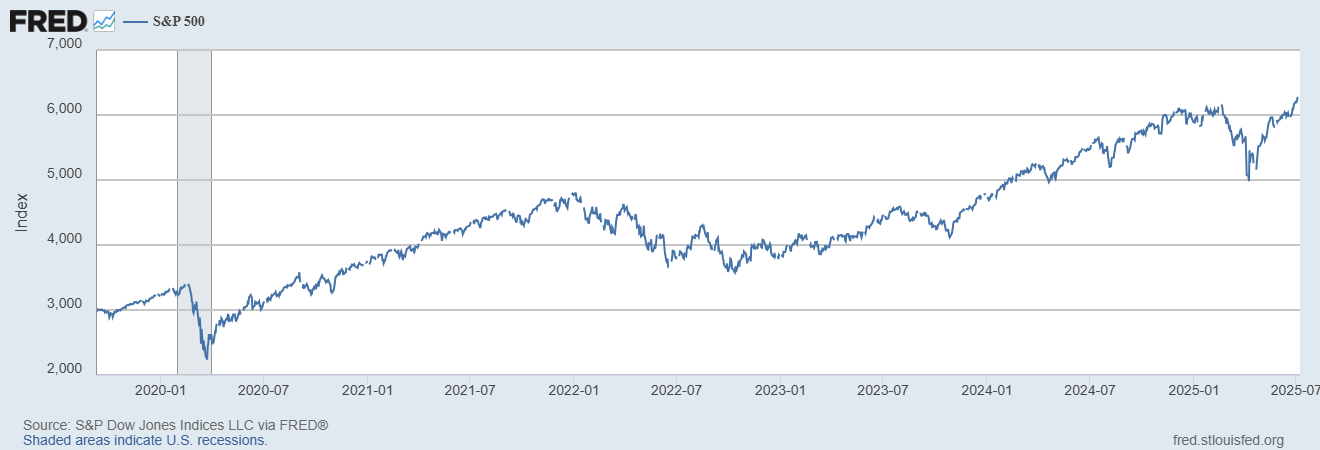 FRED® S&P 500
7,000
6,000
5,000
4,000
3,000
2,000
Index
2020-01 2020-07 2021-01 2021-07 2022-01 2022-07 2023-01 2023-07 2024-01 2024-07 2025-01 2025-07
Source: S&P Dow Jones Indices LLC via FRED®
Shaded areas indicate U.S. recessions.
fred.stlouisfed.org